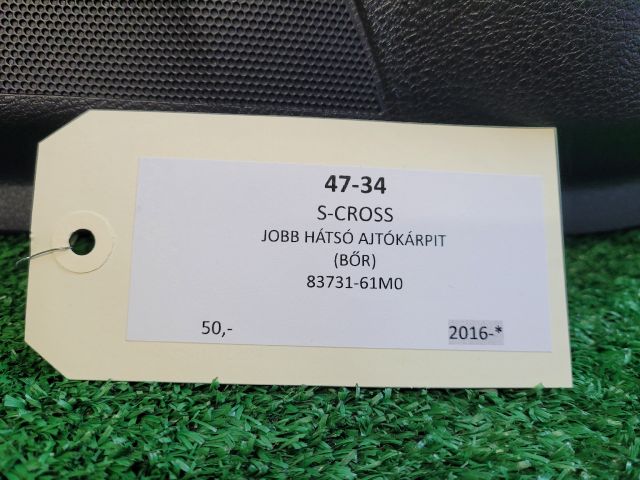 47-34
S-CROSS
JOBB HÁTSÓ AJTÓKÁRPIT
(BŐR)
83731-61M0
50,- 2016-*